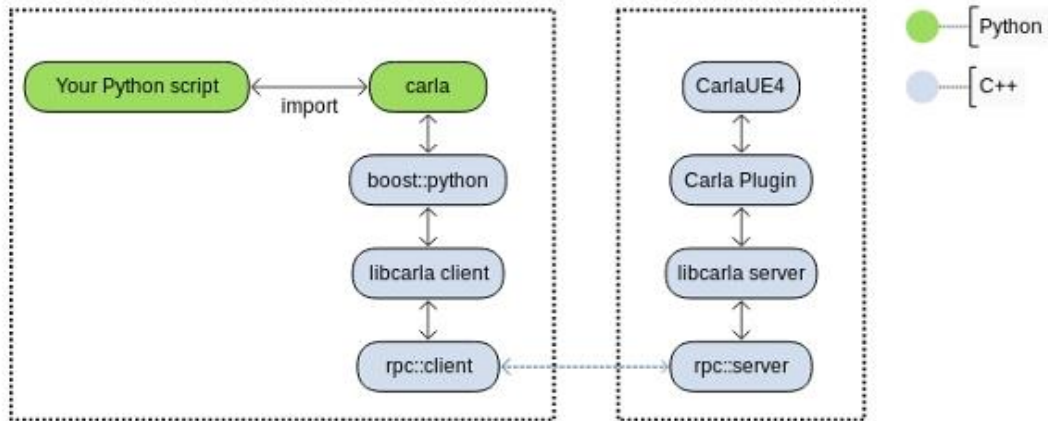 Your Python script
import
carla
boost::python
libcarla client
rpc::client
CarlaUE4
Carla Plugin
libcarla server
rpc::server
Python
C++